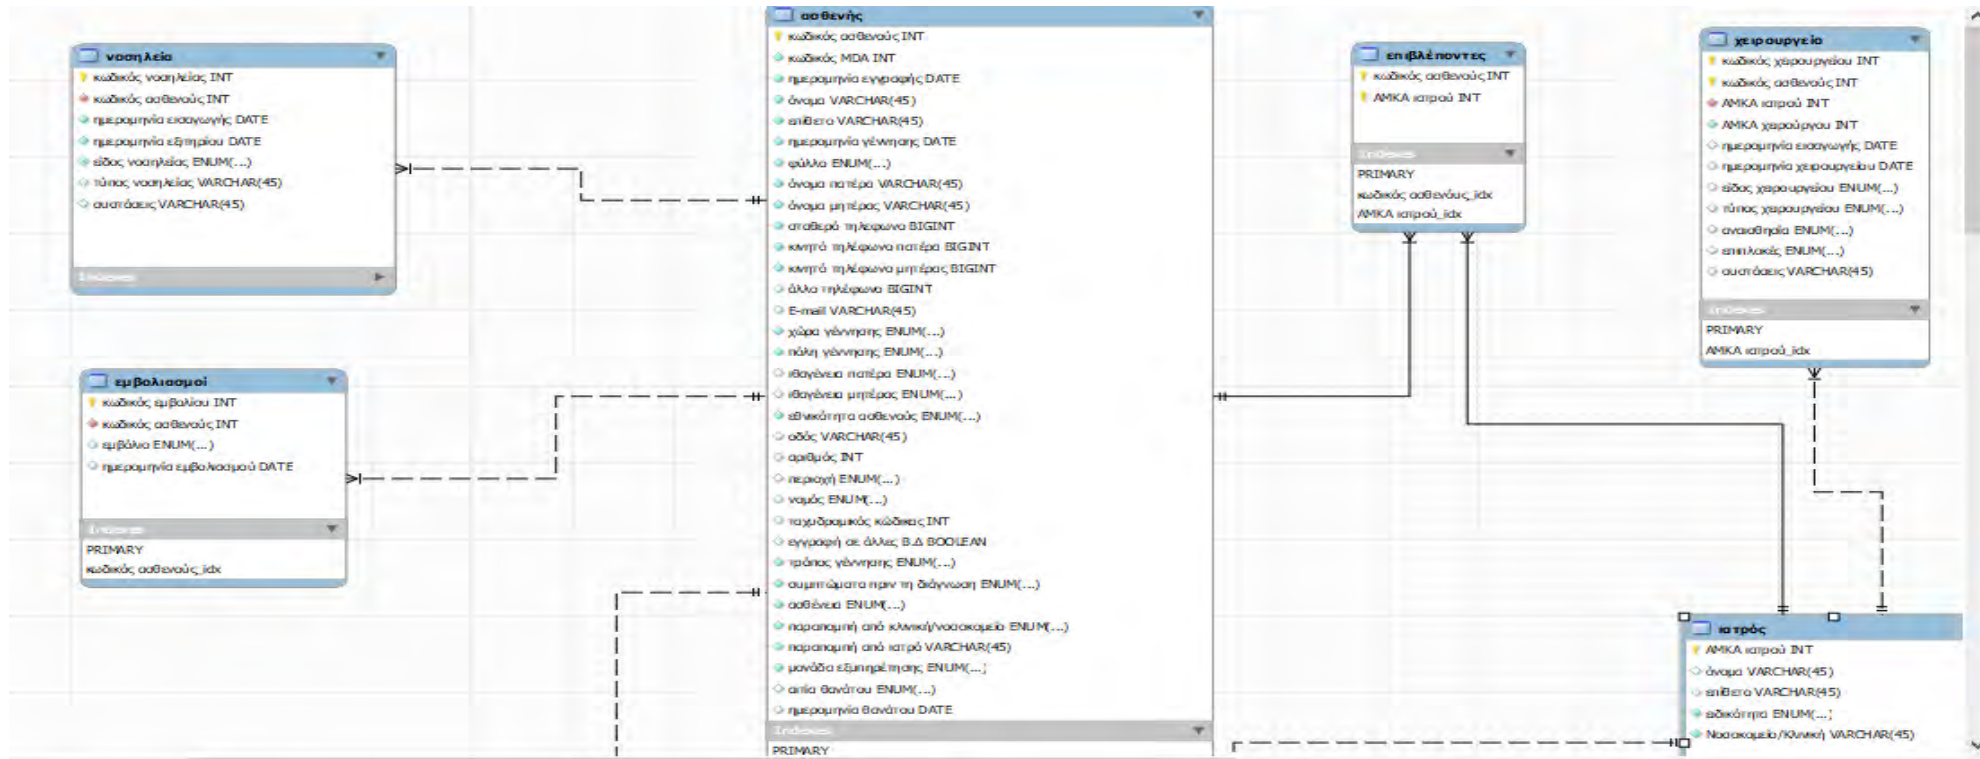 νοσηλεία
κωδικός νοσηλείας INT
κωδικός ασθενούς INT
ημερομηνία εισαγωγής DATE
ημερομηνία εξιτηρίου DATE
είδος νοσηλείας ENUM(...)
τύπος νοσηλείας VARCHAR(45)
συστάσεις VARCHAR(45)
Indexes
εμβολιασμοί
κωδικός εμβολίου INT
κωδικός ασθενούς INT
εμβόλιο ENUM(...)
ημερομηνία εμβολιασμού DATE
Indexes
PRIMARY
κωδικός ασθενούς_idx
ασθενής
κωδικός ασθενούς INT
κωδικός MDA INT
ημερομηνία εγγραφής DATE
όνομα VARCHAR(45)
επίθετο VARCHAR(45)
ημερομηνία γέννησης DATE
φύλλο ENUM(...)
όνομα πατέρα VARCHAR(45)
όνομα μητέρας VARCHAR(45)
σταθερό τηλεφωνο BIGINT
κινητό τηλέφωνο πατέρα BIGINT
κινητό τηλέφωνο μητέρας BIGINT
άλλο τηλέφωνο BIGINT
E-mail VARCHAR(45)
χώρα γέννησης ENUM(...)
πόλη γέννησης ENUM(...)
ιθαγένεια πατέρα ENUM(...)
ιθαγένεια μητέρας ENUM(...)
εθνικότητα ασθενούς ENUM(...)
οδός VARCHAR(45)
αριθμός INT
περιοχή ENUM(...)
νομός ENUM(...)
ταχυδρομικός κώδικας INT
εγγραφή σε άλλες Β.Δ BOOLEAN
τρόπος γέννησης ENUM(...)
συμπτώματα πριν τη διάγνωση ENUM(...)
ασθένεια ENUM(...)
παραπομπή από κλινική/νοσοκομείο ENUM(...)
παραπομπή από ιατρό VARCHAR(45)
μονάδα εξυπηρέτησης ENUM(...)
αιτία θανάτου ENUM(...)
ημερομηνία θανάτου DATE
Indexes
PRIMARY
επιβλέποντες
κωδικός ασθενούς INT
ΑΜΚΑ ιατρού INT
Indexes
PRIMARY
κωδικός ασθενόυς_idx
ΑΜΚΑ ιατρού_idx
χειρουργείο
κωδικός χειρουργείου INT
κωδικός ασθενούς INT
ΑΜΚΑ ιατρού INT
ΑΜΚΑ χειρούργου INT
ημερομηνία εισαγωγής DATE
ημερομηνία χειρουργείου DATE
είδος χειρουργείου ENUM(...)
τύπος χειρουργείου ENUM(...)
αναισθησία ENUM(...)
επιπλοκές ENUM(...)
συστάσεις VARCHAR(45)
Indexes
PRIMARY
ΑΜΚΑ ιατρού_idx
ιατρός
ΑΜΚΑ ιατρού INT
όνομα VARCHAR(45)
επίθετο VARCHAR(45)
ειδικότητα ENUM(...)
Νοσοκομείο/Κλινική VARCHAR(45)